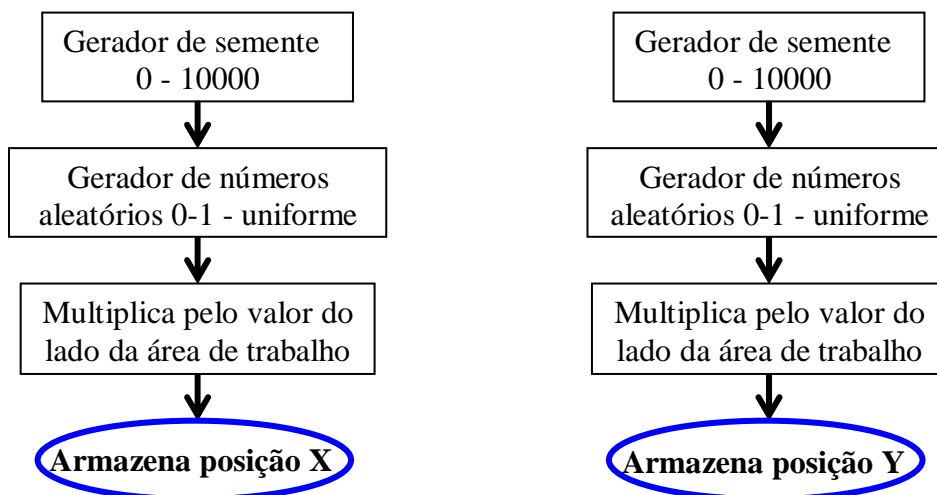 Gerador de semente
0 - 10000
Gerador de números
aleatórios 0-1 - uniforme
Multiplica pelo valor do
lado da área de trabalho
Armazena posição X
Gerador de semente
0 - 10000
Gerador de números
aleatórios 0-1 - uniforme
Multiplica pelo valor do
lado da área de trabalho
Armazena posição Y